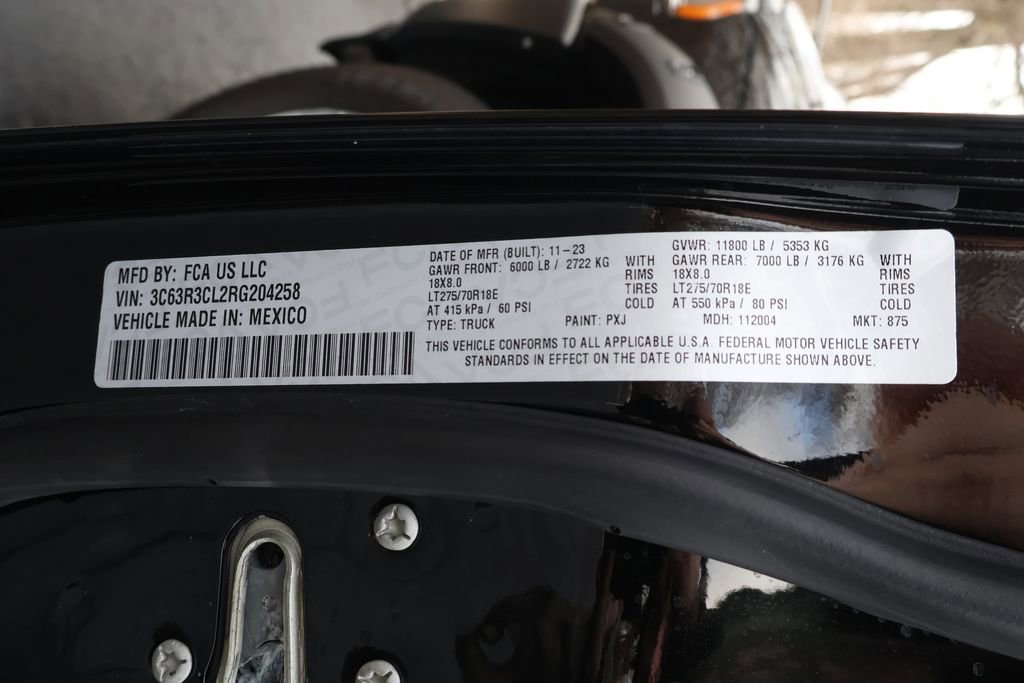 MFD BY: FCA US LLC
VIN: 3C63R3CL2RG204258
VEHICLE MADE IN: MEXICO
DATE OF MFR (BUILT): 11-23
GAWR FRONT: 6000 LB / 2722 KG WITH
18X8.0 RIMS
LT275/70R18E TIRES
AT 415 kPa / 60 PSI COLD
GVWR: 11800 LB / 5353 KG
GAWR REAR: 7000 LB / 3176 KG WITH
18X8.0 RIMS
LT275/70R18E TIRES
AT 550 kPa / 80 PSI COLD
TYPE: TRUCK PAINT: PXJ MDH: 112004 MKT: 875
THIS VEHICLE CONFORMS TO ALL APPLICABLE U.S.A. FEDERAL MOTOR VEHICLE SAFETY
STANDARDS IN EFFECT ON THE DATE OF MANUFACTURE SHOWN ABOVE.